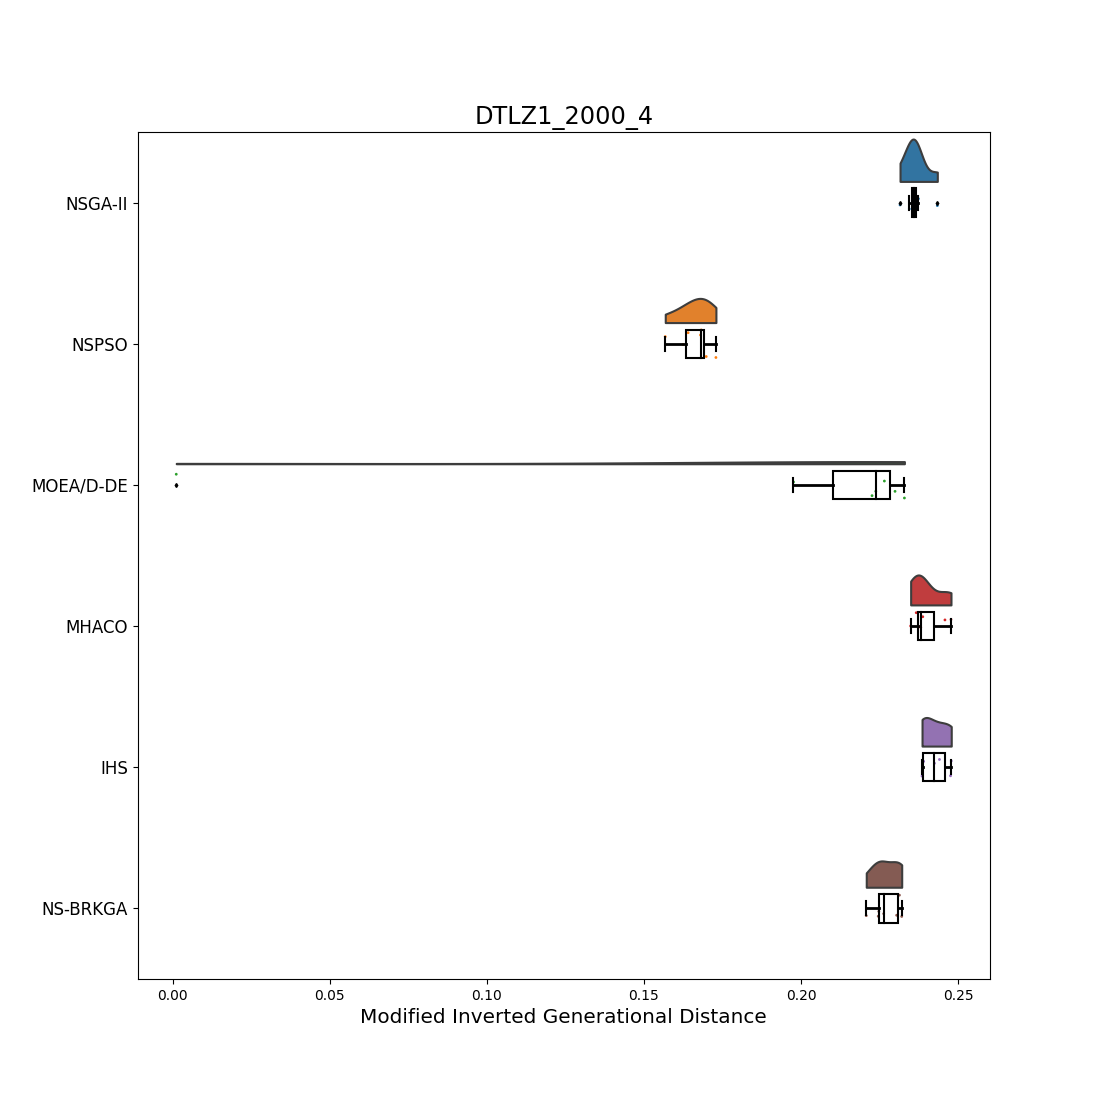 DTLZ1_2000_4
NSGA-II
NSPSO
MOEA/D-DE
MHACO
IHS
NS-BRKGA
0.00 0.05 0.10 0.15 0.20 0.25
Modified Inverted Generational Distance